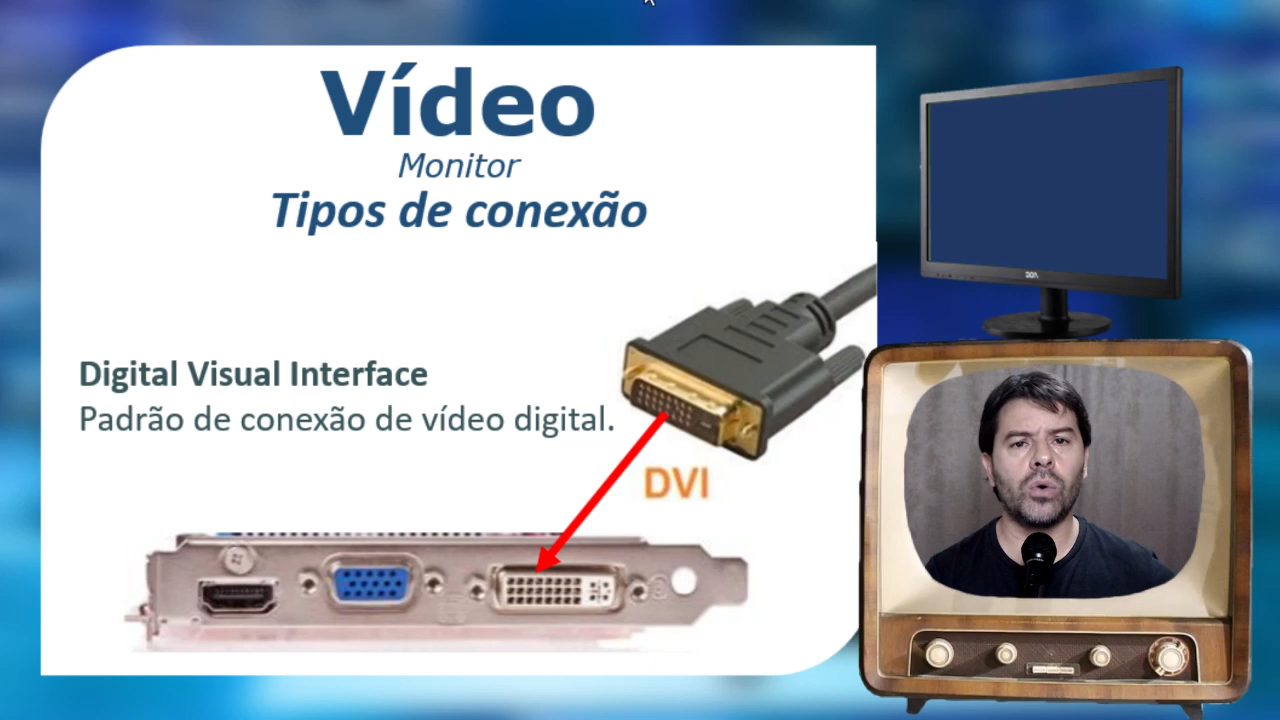 Vídeo
Monitor
Tipos de conexão
Digital Visual Interface
Padrão de conexão de vídeo digital.
DVI